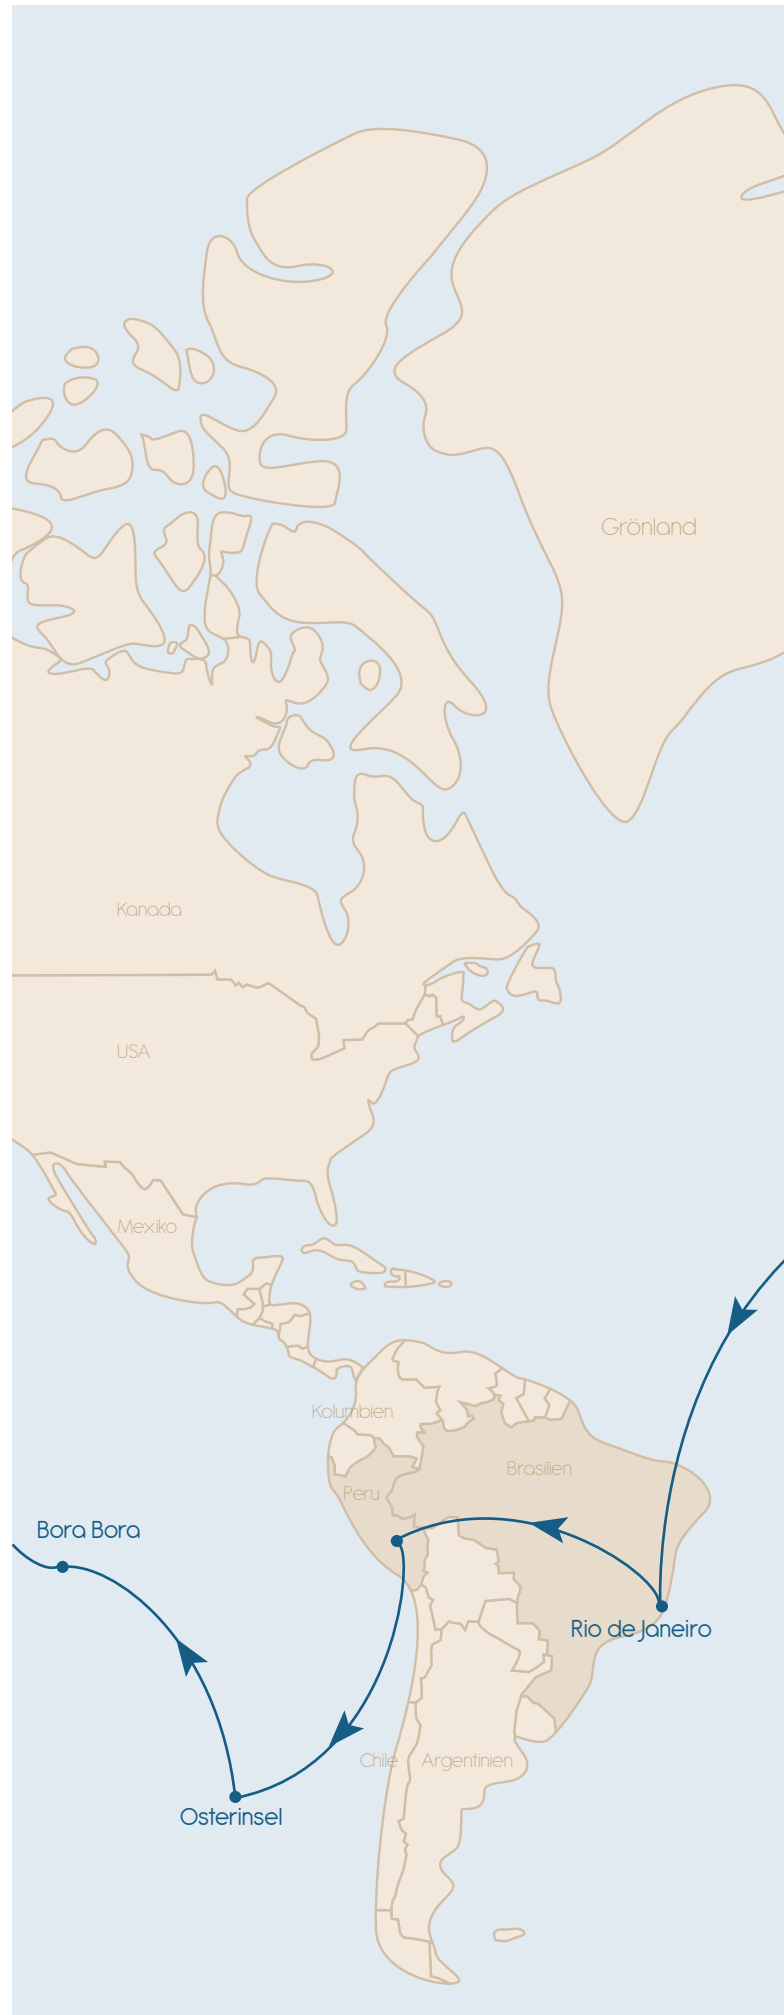 Grönland
Kanada
USA
Mexiko
Kolumbien
Brasilien
Peru
Bora Bora
Rio de Janeiro
Chile
Argentinien
Osterinsel